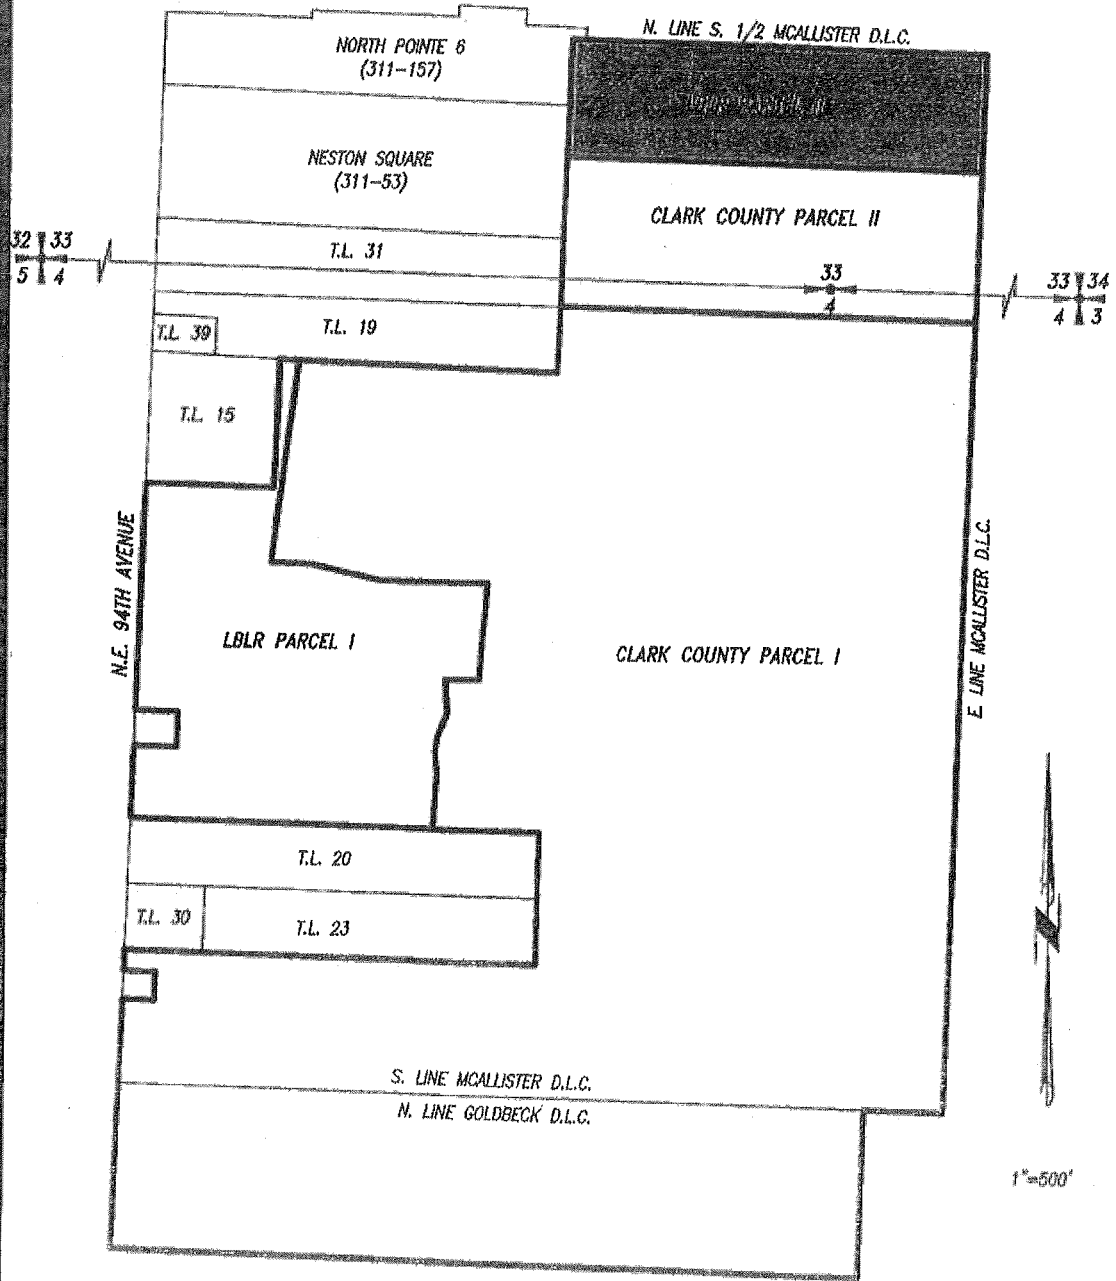 N. LINE S. 1/2 MCALLISTER D.L.C.
NORTH POINTE 6
(311-157)
NESTON SQUARE
(311-53)
CLARK COUNTY PARCEL II
T.L. 31
32 33
5 4
33
4
33 34
4 3
T.L. 39
T.L. 19
T.L. 15
N.E. 94TH AVENUE
E LINE MCALLISTER D.L.C.
LBLR PARCEL I
CLARK COUNTY PARCEL I
T.L. 20
T.L. 30
T.L. 23
S. LINE MCALLISTER D.L.C.
N. LINE GOLDBECK D.L.C.
1"=500'